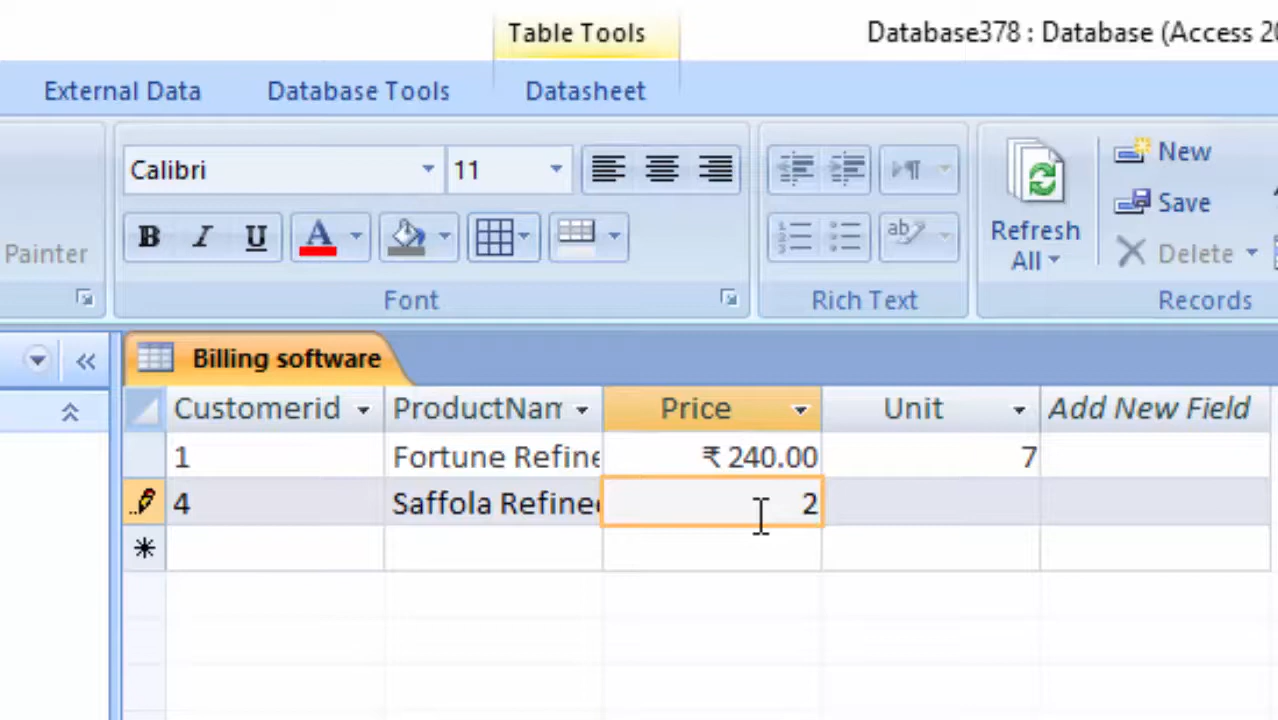 Table Tools
Database378 : Database (Access 20
External Data Database Tools Datasheet
Calibri 11 New
Save
B I U A ab Refresh
Painter All Delete
Font Rich Text Records
Billing software
Customerid ProductNam Price Unit Add New Field
1 Fortune Refine ₹ 240.00 7
4 Saffola Refined 2